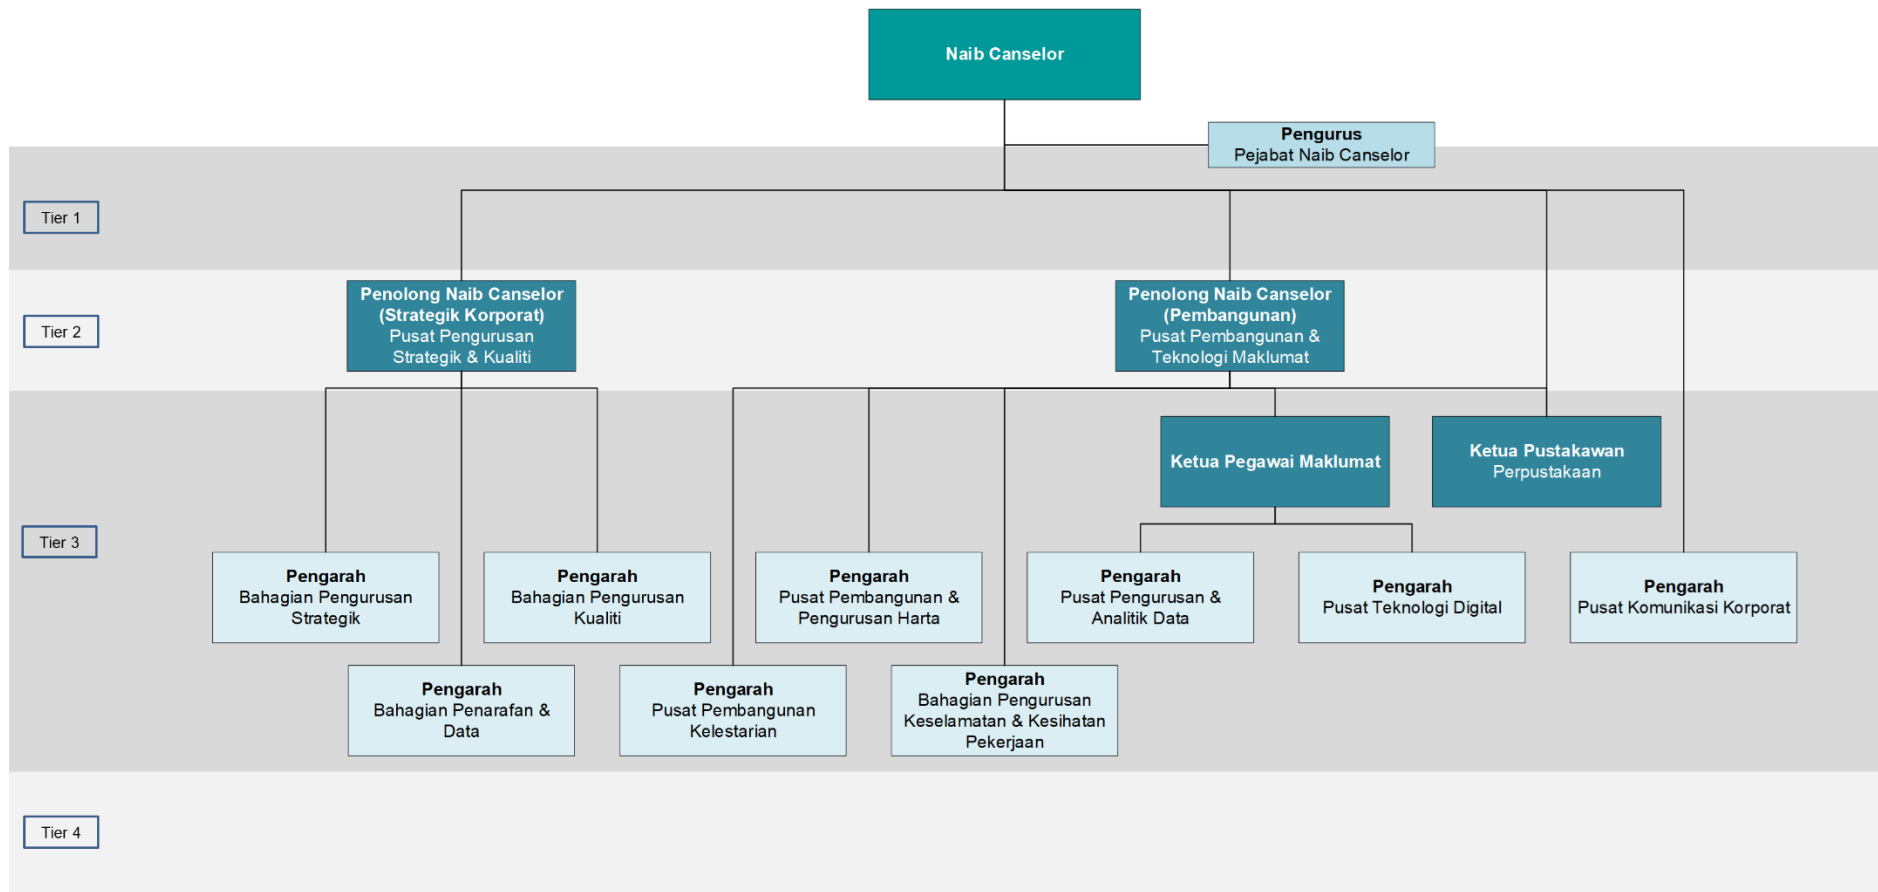 Naib Canselor
Pengurus
Pejabat Naib Canselor
Tier 1
Tier 2
Penolong Naib Canselor
(Strategik Korporat)
Pusat Pengurusan
Strategik & Kualiti
Penolong Naib Canselor
(Pembangunan)
Pusat Pembangunan &
Teknologi Maklumat
Tier 3
Ketua Pegawai Maklumat
Ketua Pustakawan
Perpustakaan
Pengarah
Bahagian Pengurusan
Strategik
Pengarah
Bahagian Pengurusan
Kualiti
Pengarah
Pusat Pembangunan &
Pengurusan Harta
Pengarah
Pusat Pengurusan &
Analitik Data
Pengarah
Pusat Teknologi Digital
Pengarah
Pusat Komunikasi Korporat
Pengarah
Bahagian Penarafan &
Data
Pengarah
Pusat Pembangunan
Kelestarian
Pengarah
Bahagian Pengurusan
Keselamatan & Kesihatan
Pekerjaan
Tier 4